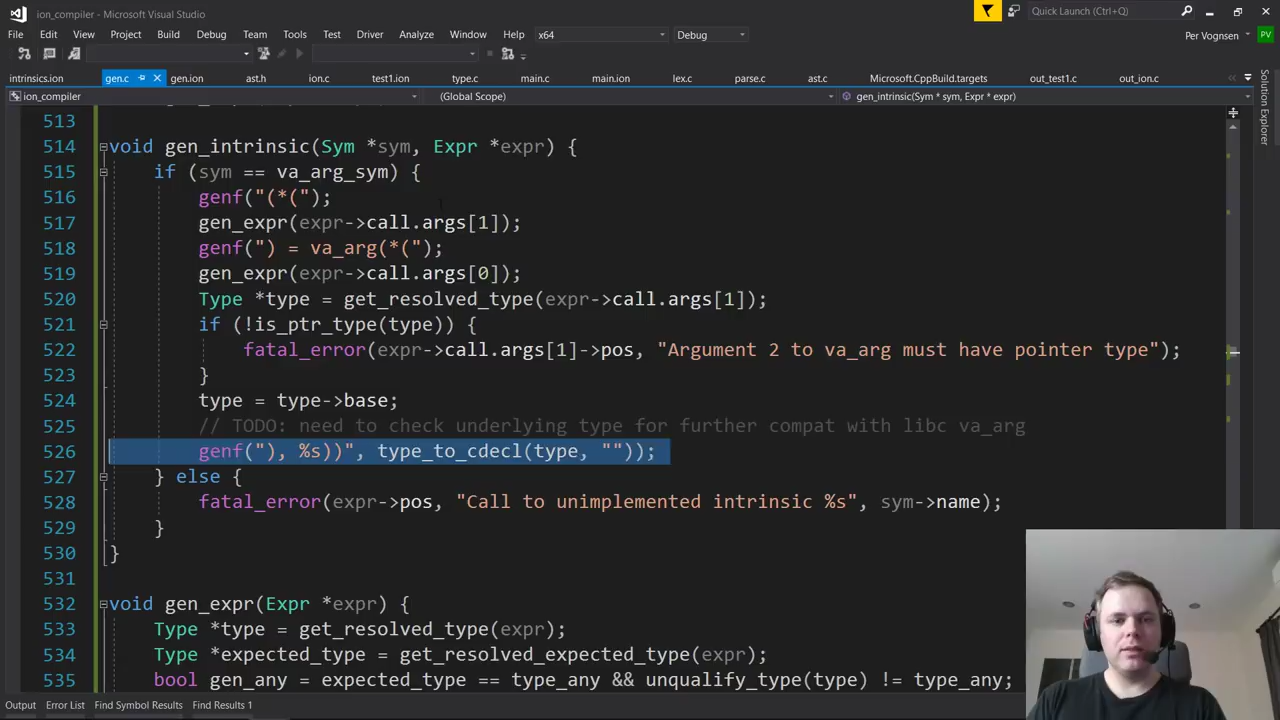 ion_compiler - Microsoft Visual Studio
Quick Launch (Ctrl+Q)
File Edit View Project Build Debug Team Tools Test Driver Analyze Window Help x64 Debug Per Vognsen PV
intrinsics.ion gen.c gen.ion ast.h ion.c test1.ion type.c main.c main.ion lex.c parse.c ast.c Microsoft.CppBuild.targets out_test1.c out_ion.c
ion_compiler (Global Scope) gen_intrinsic(Sym * sym, Expr * expr)
Solution Explorer
513
514 void gen_intrinsic(Sym *sym, Expr *expr) {
515 if (sym == va_arg_sym) {
516 genf("(*(");
517 gen_expr(expr->call.args[1]);
518 genf(") = va_arg(*(");
519 gen_expr(expr->call.args[0]);
520 Type *type = get_resolved_type(expr->call.args[1]);
521 if (!is_ptr_type(type)) {
522 fatal_error(expr->call.args[1]->pos, "Argument 2 to va_arg must have pointer type");
523 }
524 type = type->base;
525 // TODO: need to check underlying type for further compat with libc va_arg
526 genf("), %s))", type_to_cdecl(type, ""));
527 } else {
528 fatal_error(expr->pos, "Call to unimplemented intrinsic %s", sym->name);
529 }
530 }
531
532 void gen_expr(Expr *expr) {
533 Type *type = get_resolved_type(expr);
534 Type *expected_type = get_resolved_expected_type(expr);
535 bool gen_any = expected_type == type_any && unqualify_type(type) != type_any;
Output Error List Find Symbol Results Find Results 1